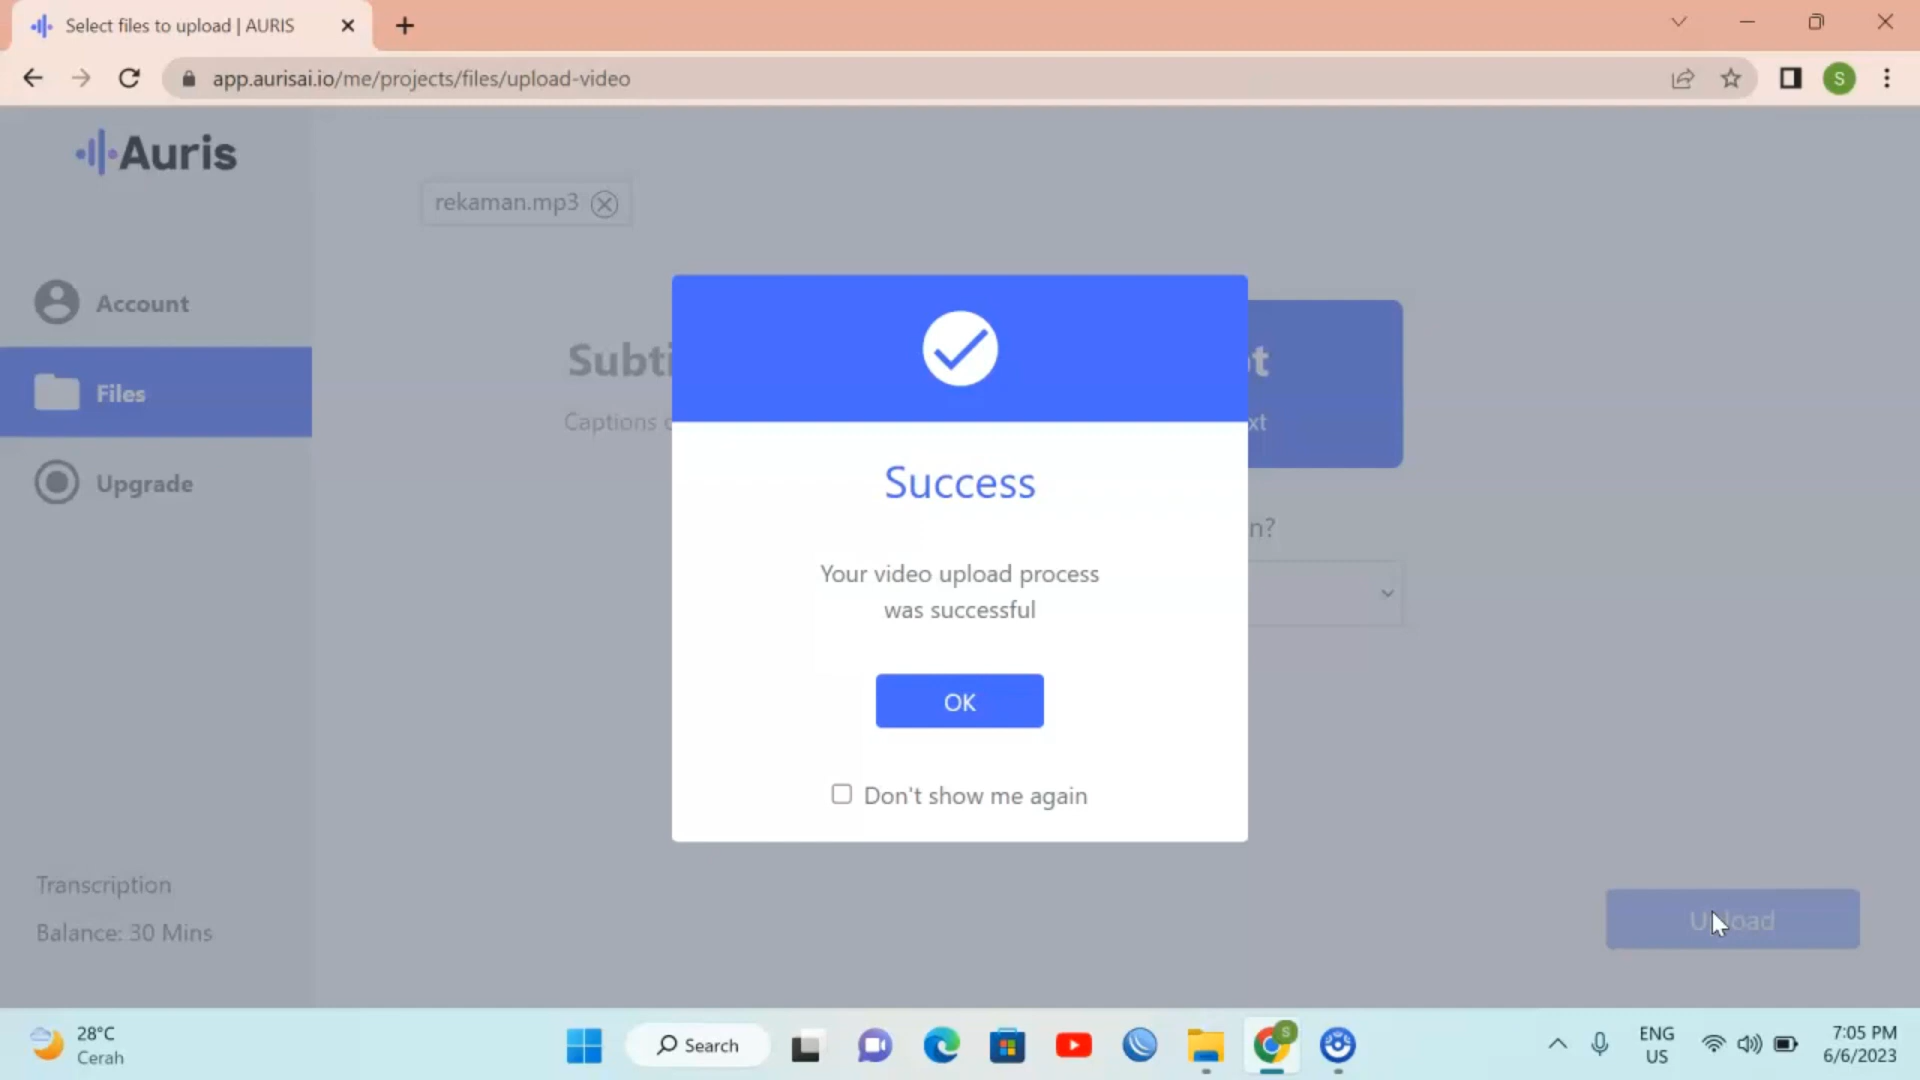 Select files to upload | AURIS
app.aurisai.io/me/projects/files/upload-video
S
Auris
rekaman.mp3
Account
Files
Upgrade
Captions
Success
Your video upload process
was successful
OK
Don't show me again
Transcription
Balance: 30 Mins
Upload
28°C
Cerah
Search
S
ENG
US
7:05 PM
6/6/2023